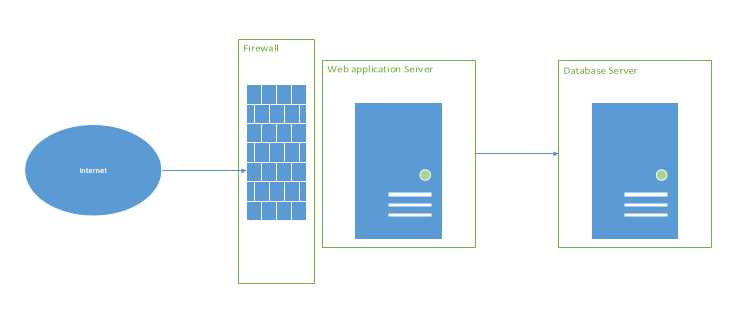 Firewall
Web application Server
Database Server
Internet